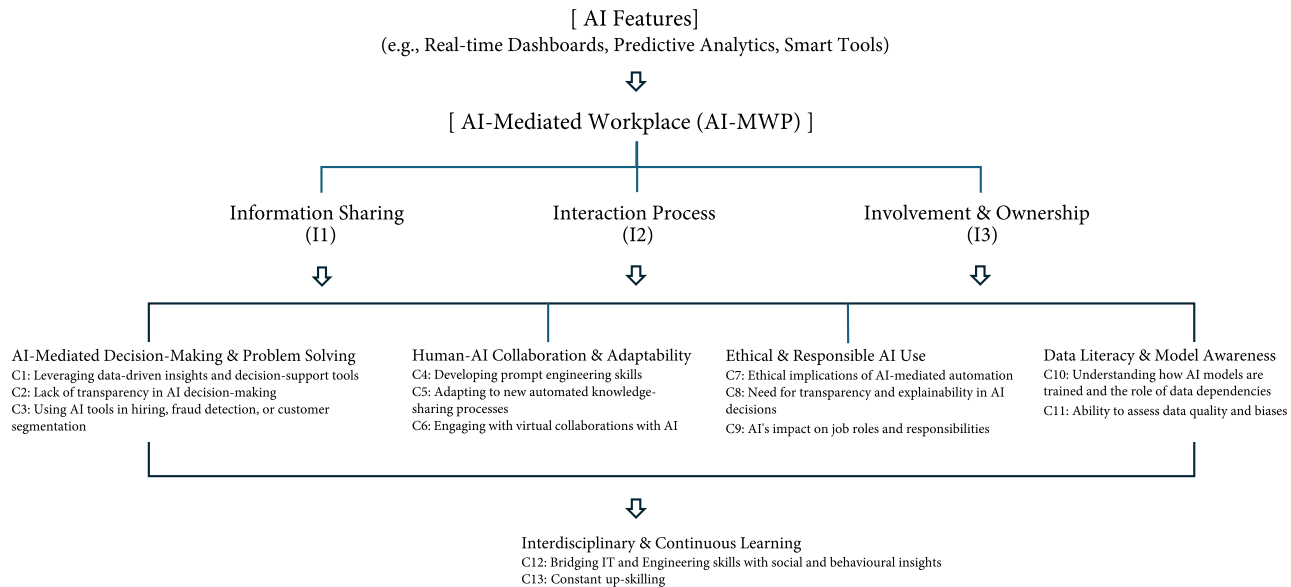 [ AI Features]
(e.g., Real-time Dashboards, Predictive Analytics, Smart Tools)
[ AI-Mediated Workplace (AI-MWP) ]
Information Sharing
(I1)
Interaction Process
(I2)
Involvement & Ownership
(I3)
AI-Mediated Decision-Making & Problem Solving
C1: Leveraging data-driven insights and decision-support tools
C2: Lack of transparency in AI decision-making
C3: Using AI tools in hiring, fraud detection, or customer
segmentation
Human-AI Collaboration & Adaptability
C4: Developing prompt engineering skills
C5: Adapting to new automated knowledge-
sharing processes
C6: Engaging with virtual collaborations with AI
Ethical & Responsible AI Use
C7: Ethical implications of AI-mediated automation
C8: Need for transparency and explainability in AI
decisions
C9: AI's impact on job roles and responsibilities
Data Literacy & Model Awareness
C10: Understanding how AI models are
trained and the role of data dependencies
C11: Ability to assess data quality and biases
Interdisciplinary & Continuous Learning
C12: Bridging IT and Engineering skills with social and behavioural insights
C13: Constant up-skilling